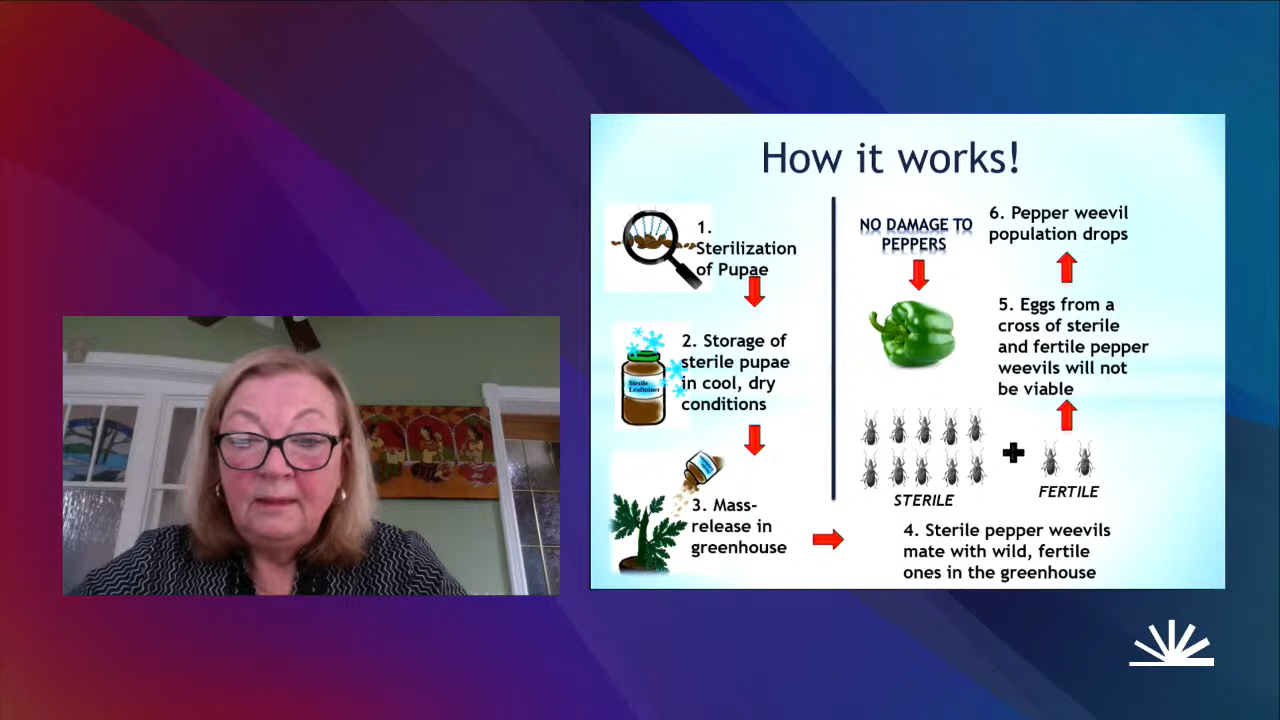 How it works!
1.
Sterilization
of Pupae
2. Storage of
sterile pupae
in cool, dry
conditions
Sterile
Leafminer
3. Mass-
release in
greenhouse
4. Sterile pepper weevils
mate with wild, fertile
ones in the greenhouse
STERILE
FERTILE
5. Eggs from a
cross of sterile
and fertile pepper
weevils will not
be viable
6. Pepper weevil
population drops
NO DAMAGE TO
PEPPERS